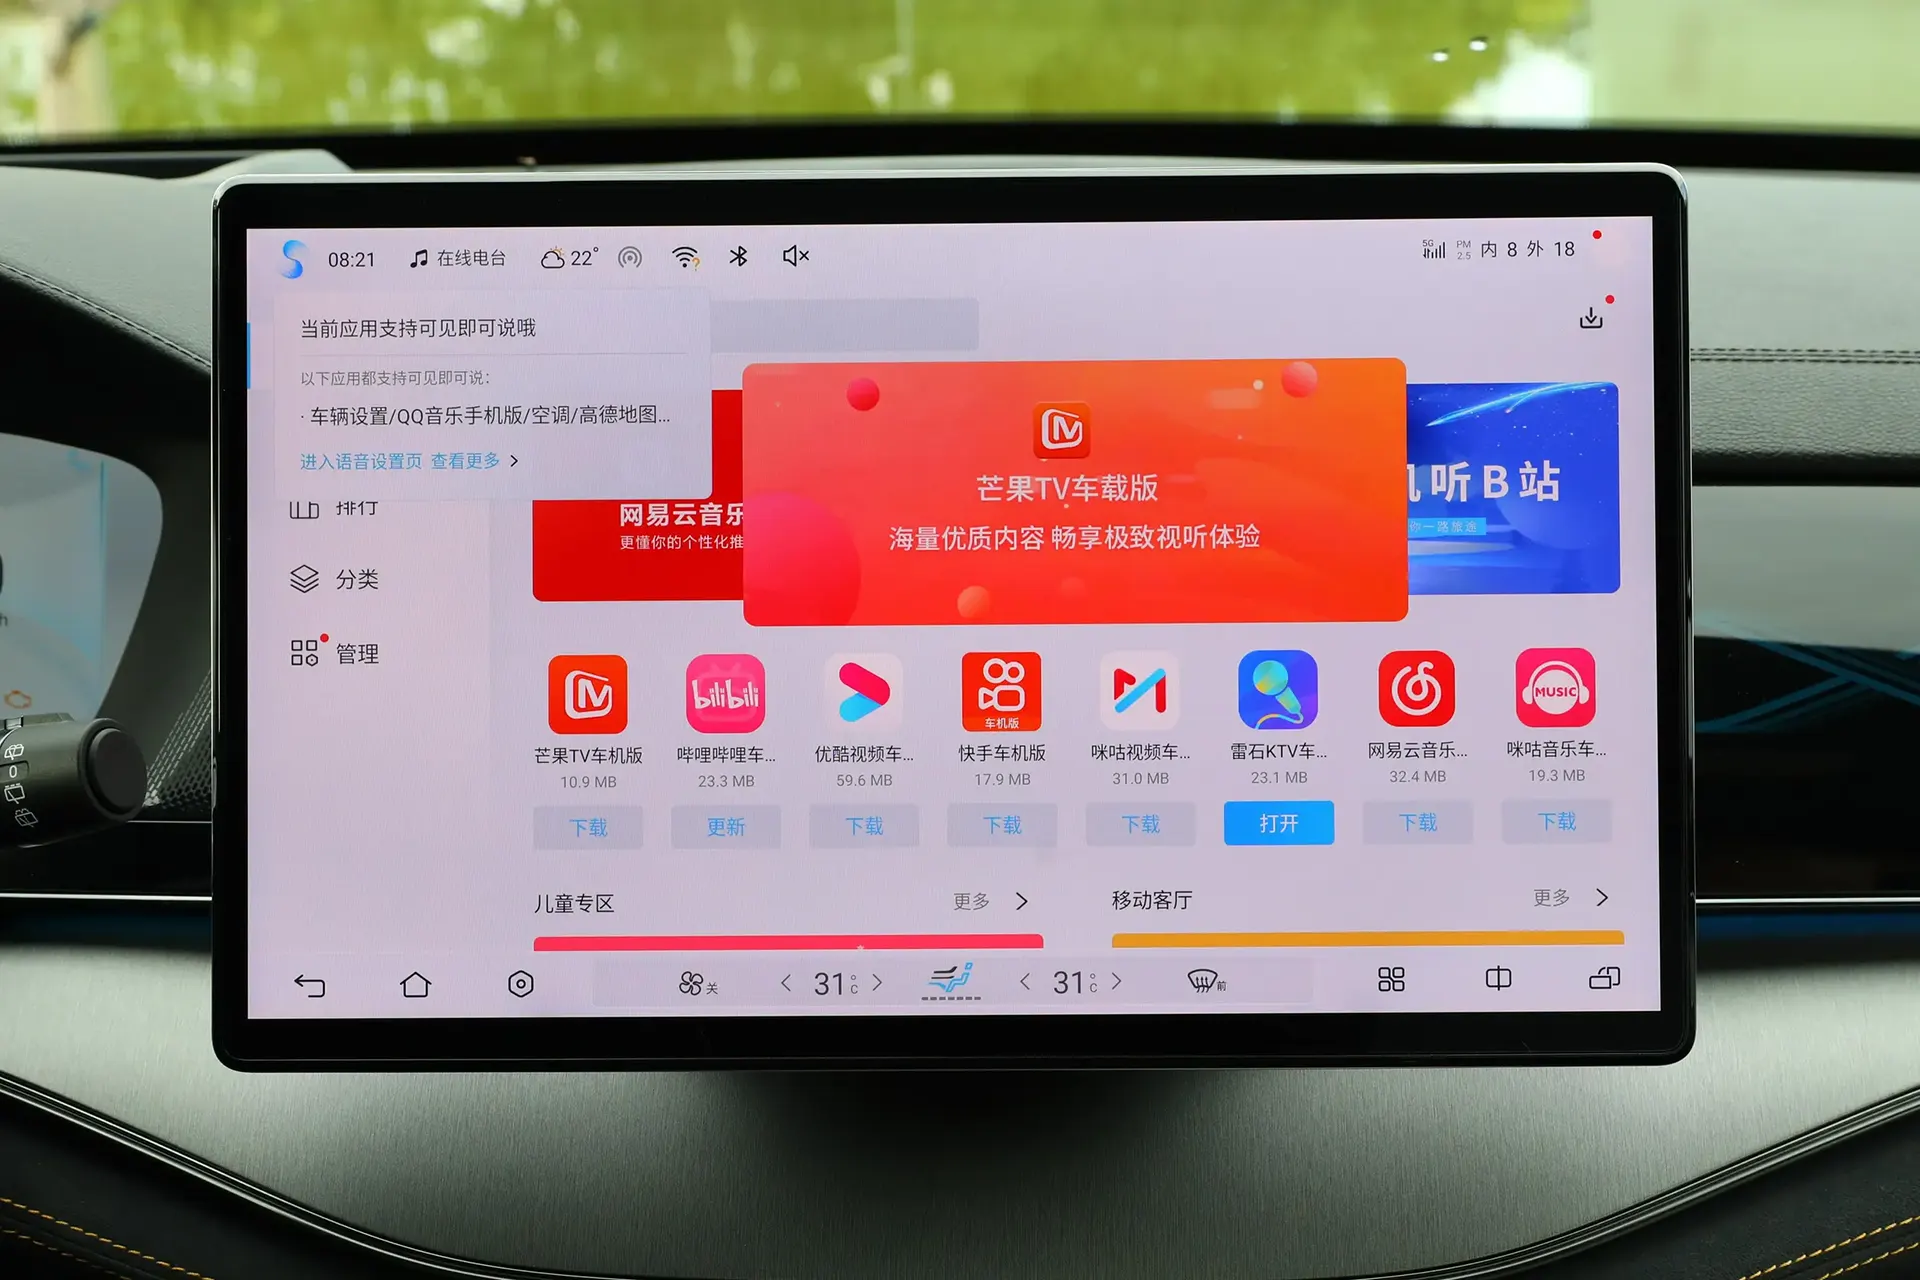 08:21 在线电台 22° 5G PM 2.5 内 8 外 18
当前应用支持可见即可说哦
以下应用都支持可见即可说:
· 车辆设置/QQ音乐手机版/空调/高德地图...
进入语音设置页 查看更多
排行
分类
管理
网易云音乐
更懂你的个性化推
芒果TV车载版
海量优质内容 畅享极致视听体验
听B站
你一路旅途
bilibili
车机版
MUSIC
芒果TV车机版 哔哩哔哩车... 优酷视频车... 快手车机版 咪咕视频车... 雷石KTV车... 网易云音乐... 咪咕音乐车...
10.9 MB 23.3 MB 59.6 MB 17.9 MB 31.0 MB 23.1 MB 32.4 MB 19.3 MB
下载 更新 下载 下载 下载 打开 下载 下载
儿童专区 更多 移动客厅 更多
关 31°C 31°C 前
0